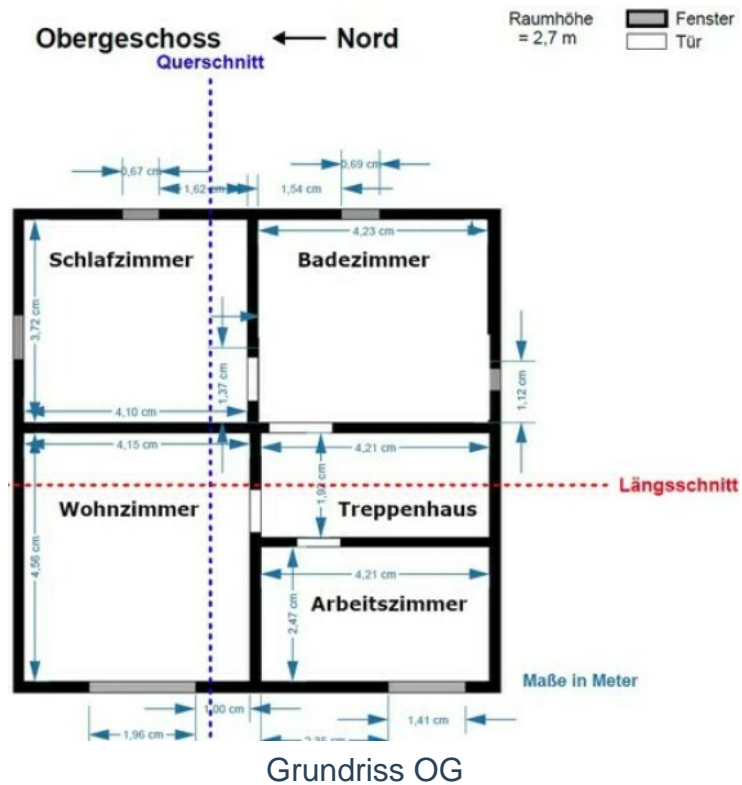 Obergeschoss
Nord
Querschnitt
Raumhöhe
= 2,7 m
Fenster
Tür
0,67 cm
1,62 cm
1,54 cm
0,69 cm
Schlafzimmer
Badezimmer
4,23 cm
3,72 cm
1,37 cm
1,12 cm
4,10 cm
4,15 cm
4,21 cm
Längsschnitt
Wohnzimmer
Treppenhaus
4,56 cm
4,21 cm
Arbeitszimmer
2,47 cm
Maße in Meter
1,00 cm
1,41 cm
1,96 cm
Grundriss OG